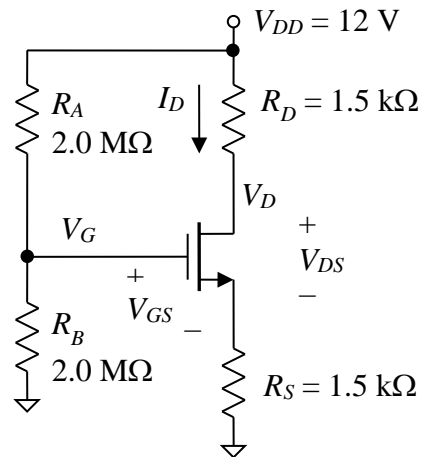 V_DD = 12 V
R_A
2.0 MΩ
I_D
R_D = 1.5 kΩ
V_D
V_G
+
V_GS
–
+
V_DS
–
R_B
2.0 MΩ
R_S = 1.5 kΩ